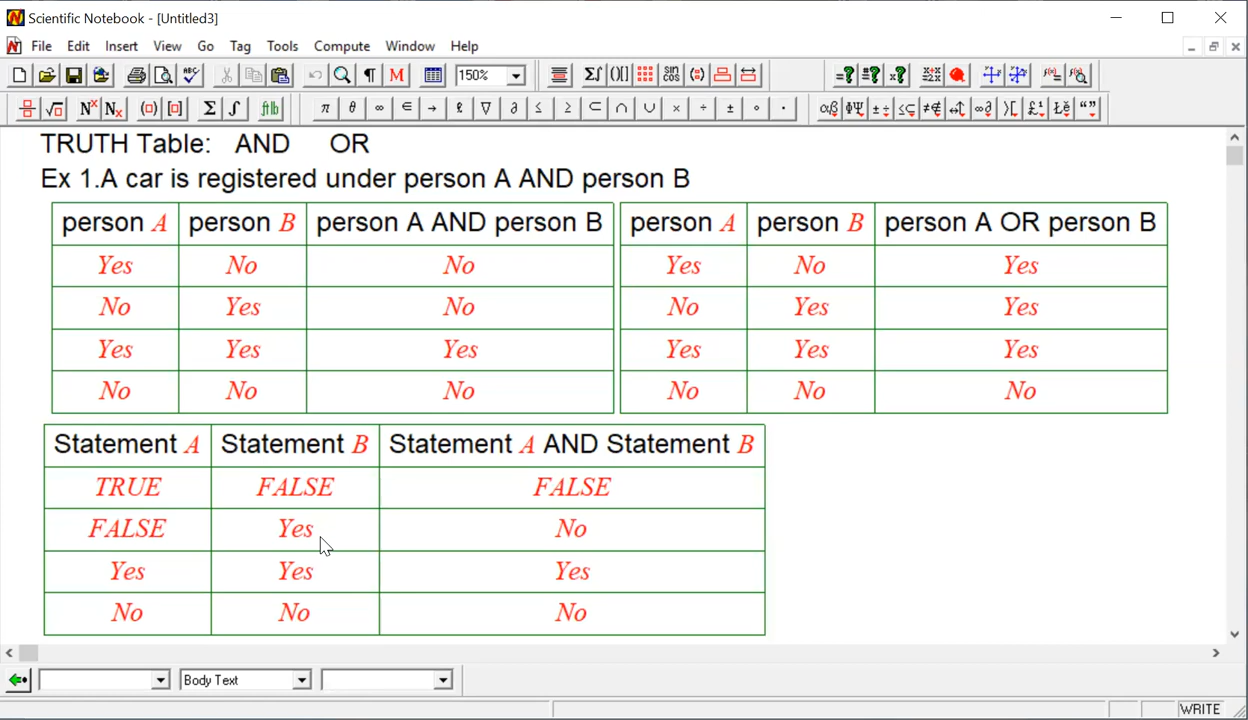 Scientific Notebook - [Untitled3]
File Edit Insert View Go Tag Tools Compute Window Help
150%
TRUTH Table: AND OR
Ex 1.A car is registered under person A AND person B
person A person B person A AND person B person A person B person A OR person B
Yes No No Yes No Yes
No Yes No No Yes Yes
Yes Yes Yes Yes Yes Yes
No No No No No No
Statement A Statement B Statement A AND Statement B
TRUE FALSE FALSE
FALSE Yes No
Yes Yes Yes
No No No
Body Text
WRITE